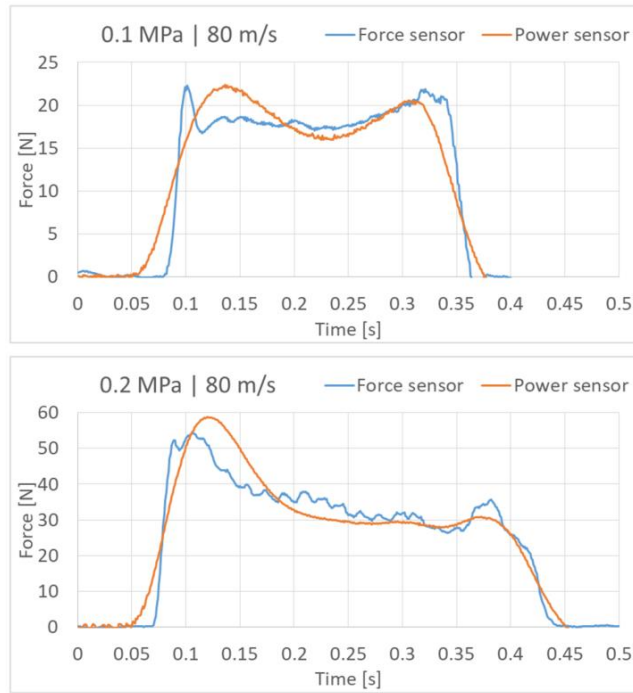 0.1 MPa | 80 m/s Force sensor Power sensor
25
20
15
10
5
0
Force [N]
0 0.05 0.1 0.15 0.2 0.25 0.3 0.35 0.4 0.45 0.5
Time [s]
0.2 MPa | 80 m/s Force sensor Power sensor
60
50
40
30
20
10
0
Force [N]
0 0.05 0.1 0.15 0.2 0.25 0.3 0.35 0.4 0.45 0.5
Time [s]